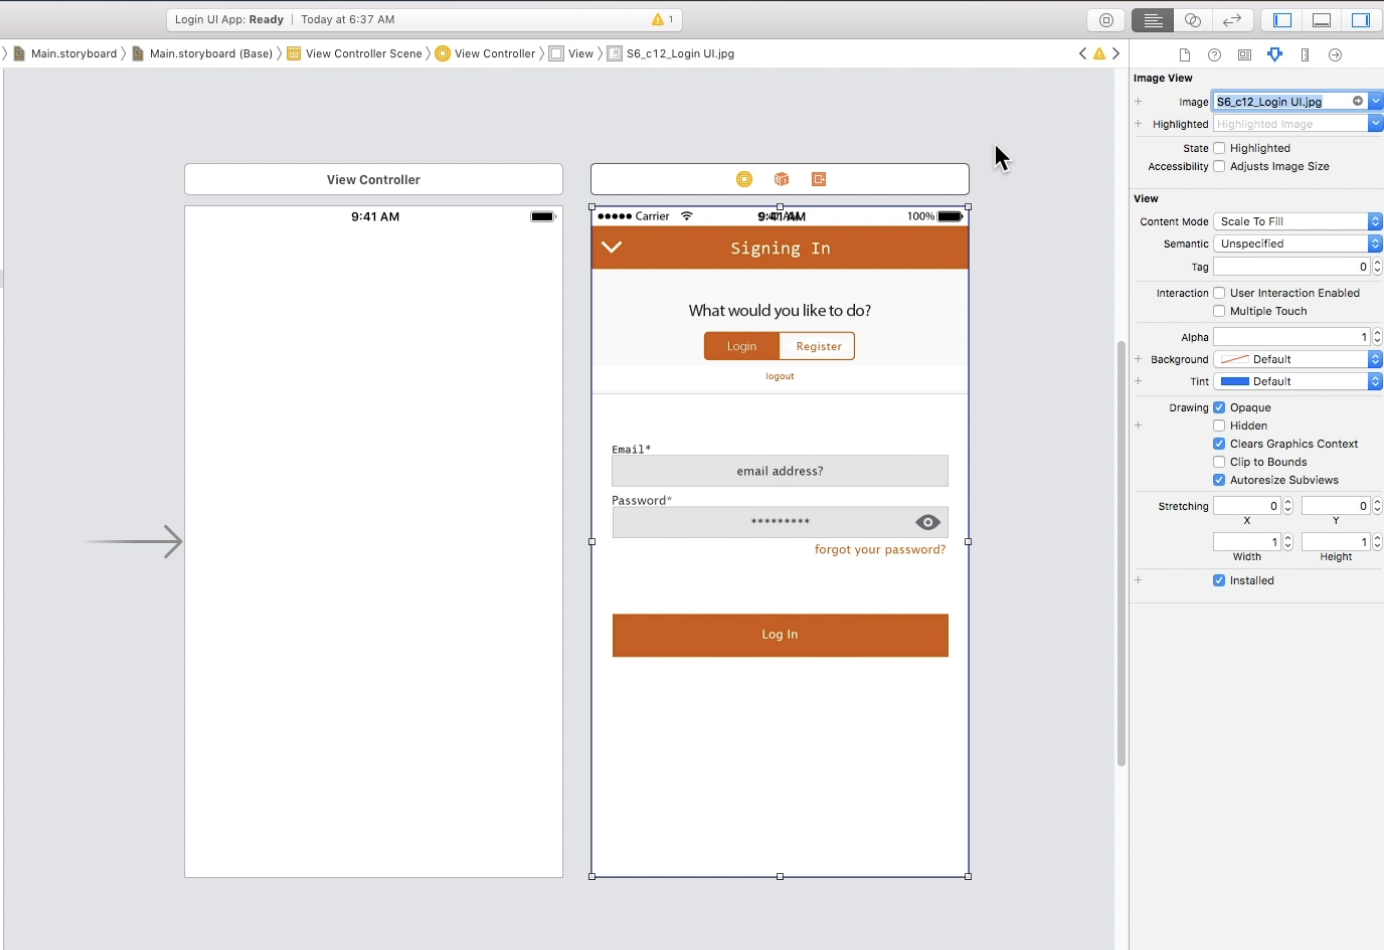 Login UI App: Ready | Today at 6:37 AM
1
Main.storyboard
Main.storyboard (Base)
View Controller Scene
View Controller
View
S6_c12_Login UI.jpg
View Controller
9:41 AM
Carrier
100%
Signing In
What would you like to do?
Login
Register
logout
Email*
email address?
Password*
*********
forgot your password?
Log In
Image View
Image S6_c12_Login UI.jpg
Highlighted Highlighted Image
State Highlighted
Accessibility Adjusts Image Size
View
Content Mode Scale To Fill
Semantic Unspecified
Tag 0
Interaction User Interaction Enabled
Multiple Touch
Alpha 1
Background Default
Tint Default
Drawing Opaque
Hidden
Clears Graphics Context
Clip to Bounds
Autoresize Subviews
Stretching 0 0
X Y
1 1
Width Height
Installed